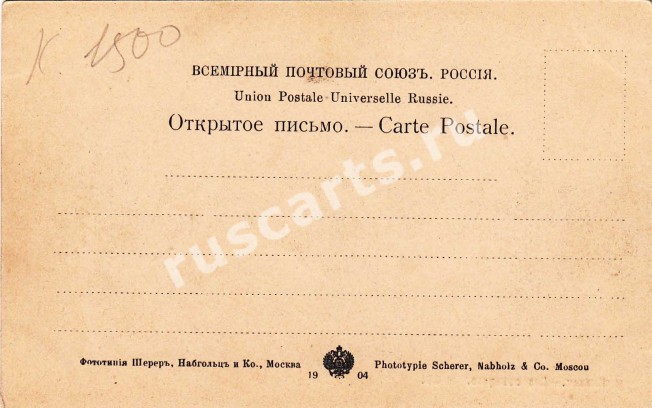 К 1500
ВСЕМІРНЫЙ ПОЧТОВЫЙ СОЮЗЪ. РОССІЯ.
Union Postale Universelle Russie.
Открытое письмо. — Carte Postale.
ruscarts.ru
Фототипія Шереръ, Набгольцъ и Ко., Москва
Phototypie Scherer, Nabholz & Co. Moscou
19 04